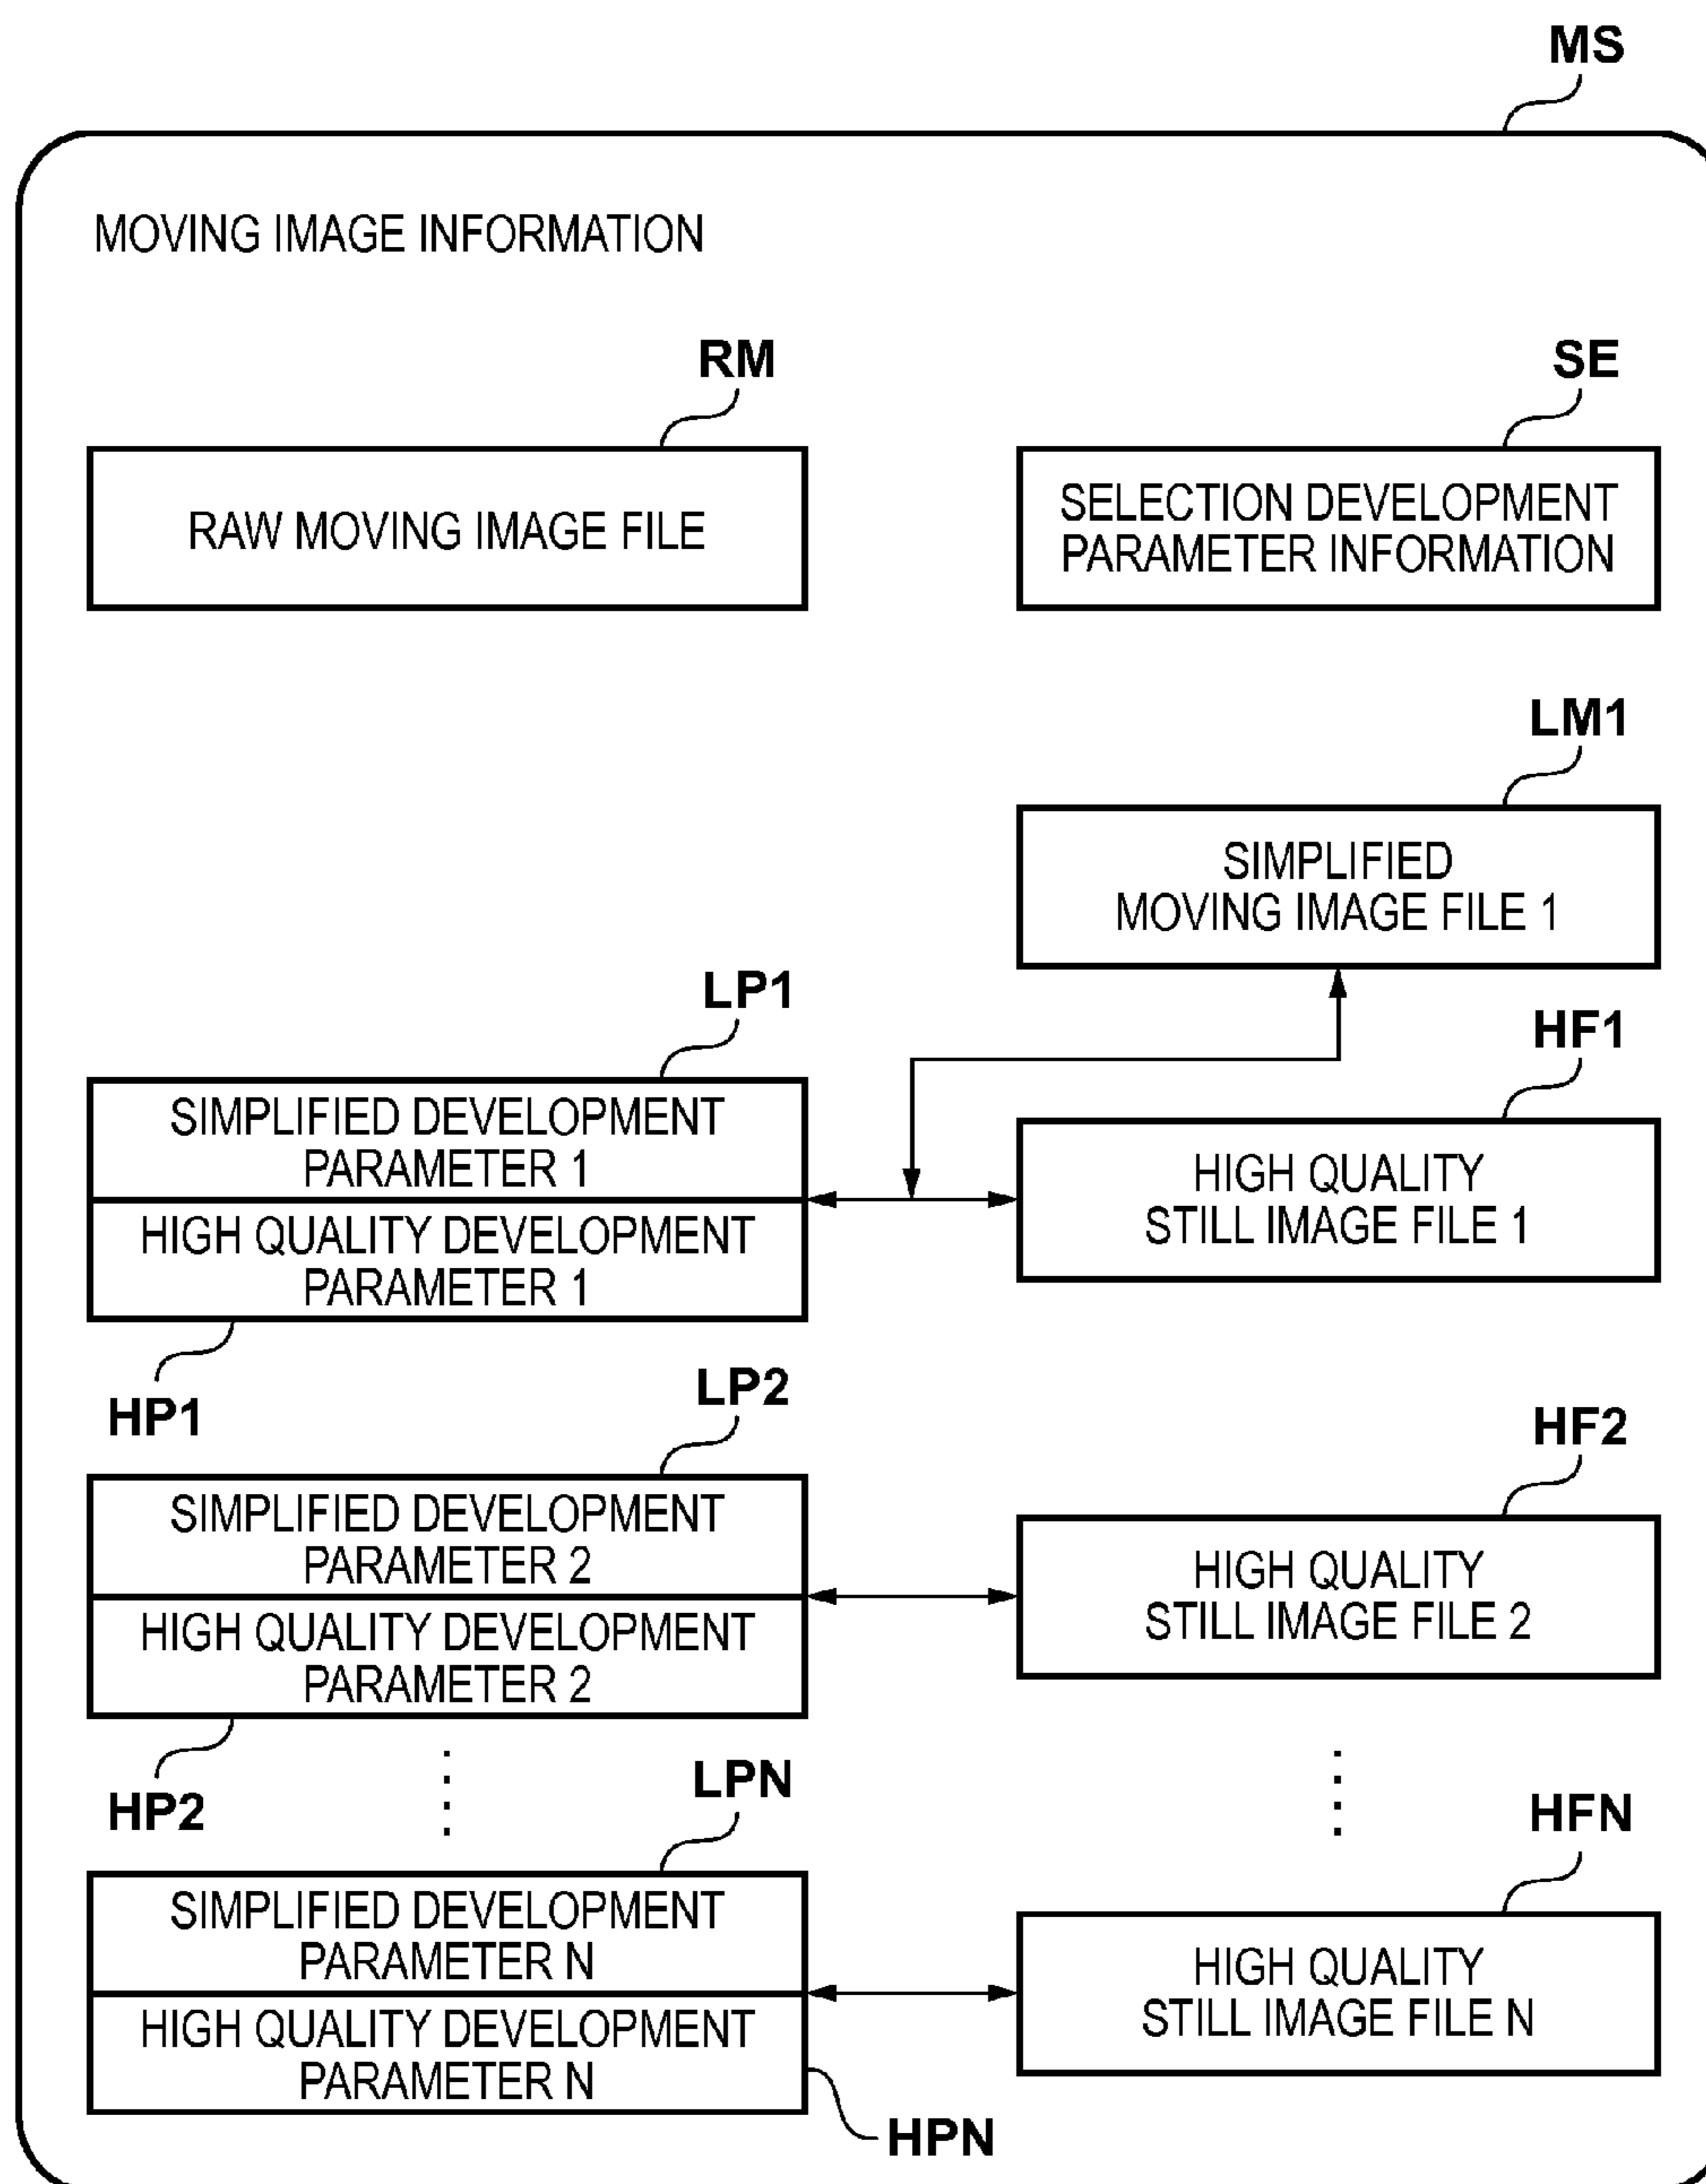 MS
MOVING IMAGE INFORMATION
RM
SE
RAW MOVING IMAGE FILE
SELECTION DEVELOPMENT
PARAMETER INFORMATION
LM1
SIMPLIFIED
MOVING IMAGE FILE 1
LP1
HF1
SIMPLIFIED DEVELOPMENT
PARAMETER 1
HIGH QUALITY DEVELOPMENT
PARAMETER 1
HIGH QUALITY
STILL IMAGE FILE 1
HP1
LP2
HF2
SIMPLIFIED DEVELOPMENT
PARAMETER 2
HIGH QUALITY DEVELOPMENT
PARAMETER 2
HIGH QUALITY
STILL IMAGE FILE 2
HP2
LPN
HFN
SIMPLIFIED DEVELOPMENT
PARAMETER N
HIGH QUALITY DEVELOPMENT
PARAMETER N
HIGH QUALITY
STILL IMAGE FILE N
HPN